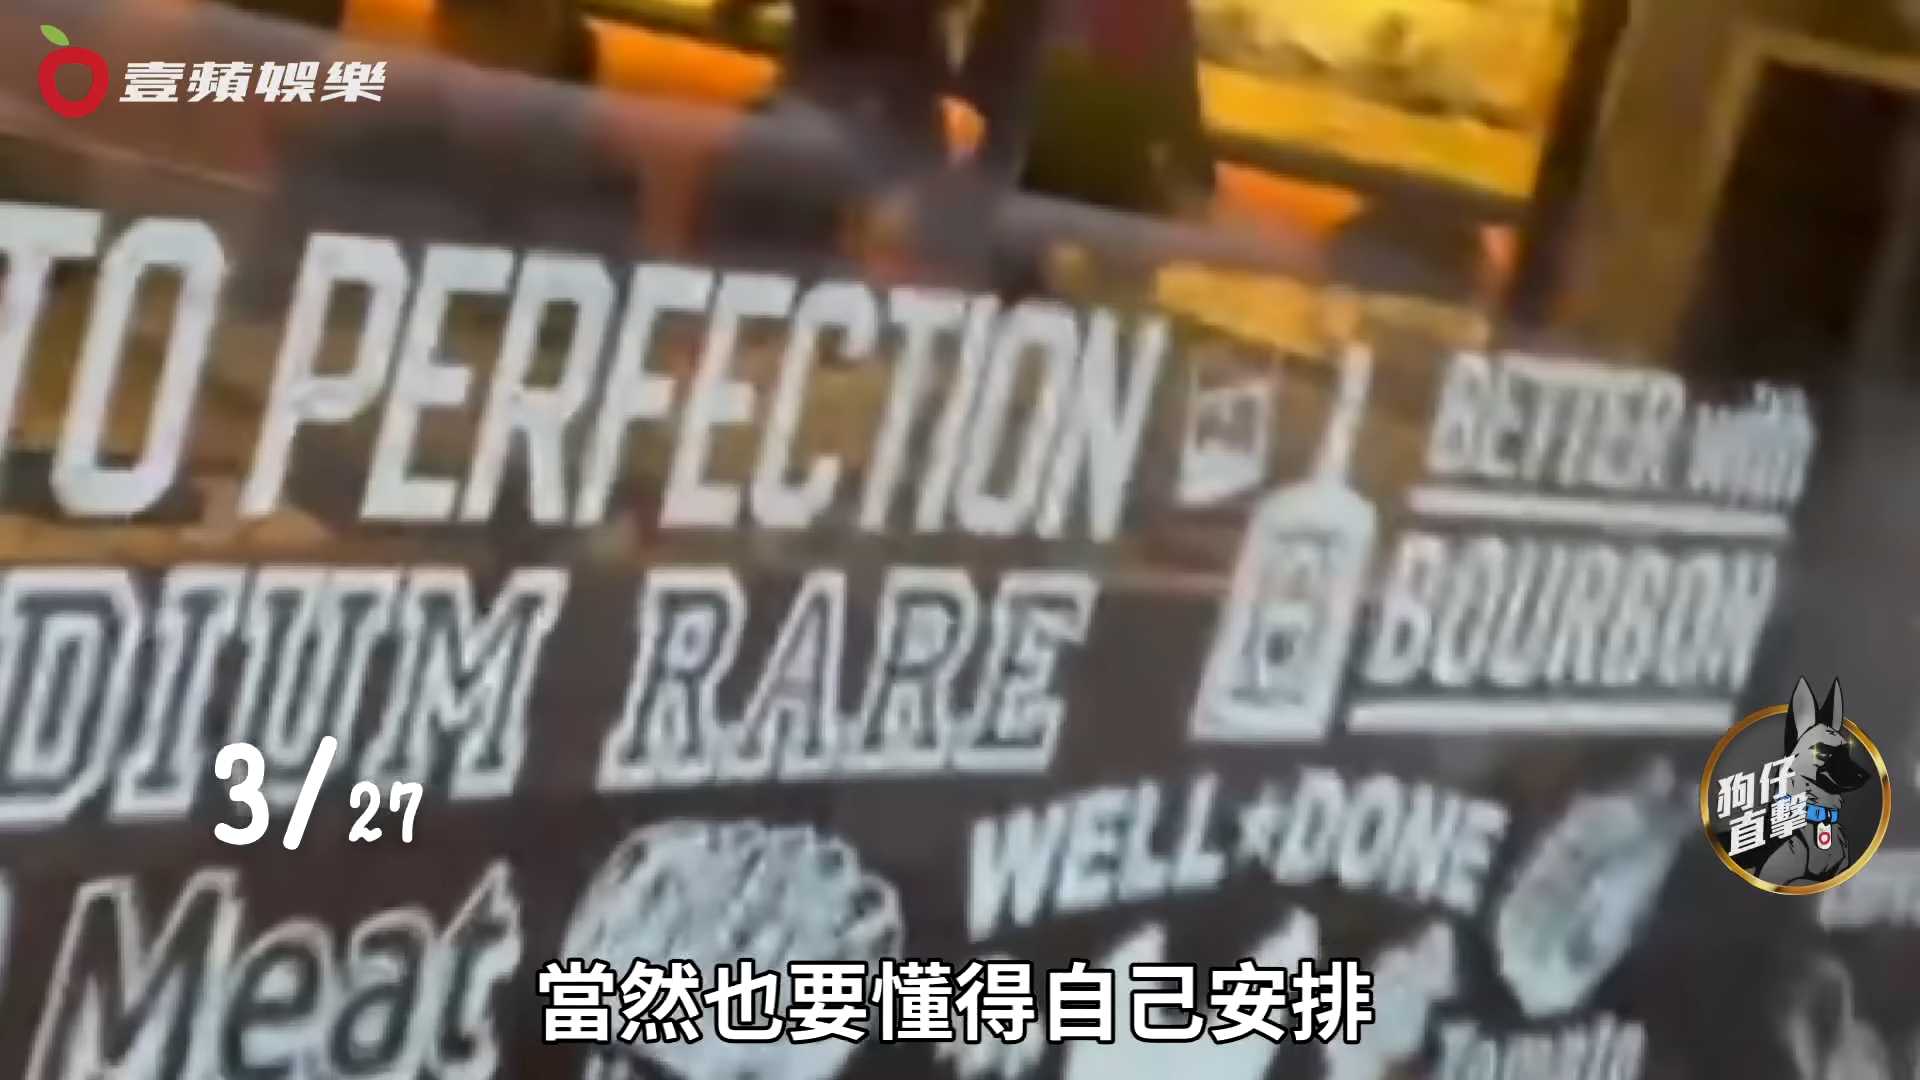 壹蘋娛樂
TO PERFECTION
BETTER with
BOURBON
DIUM RARE
3/27
WELL★DONE
狗仔
直擊
Meat
當然也要懂得自己安排